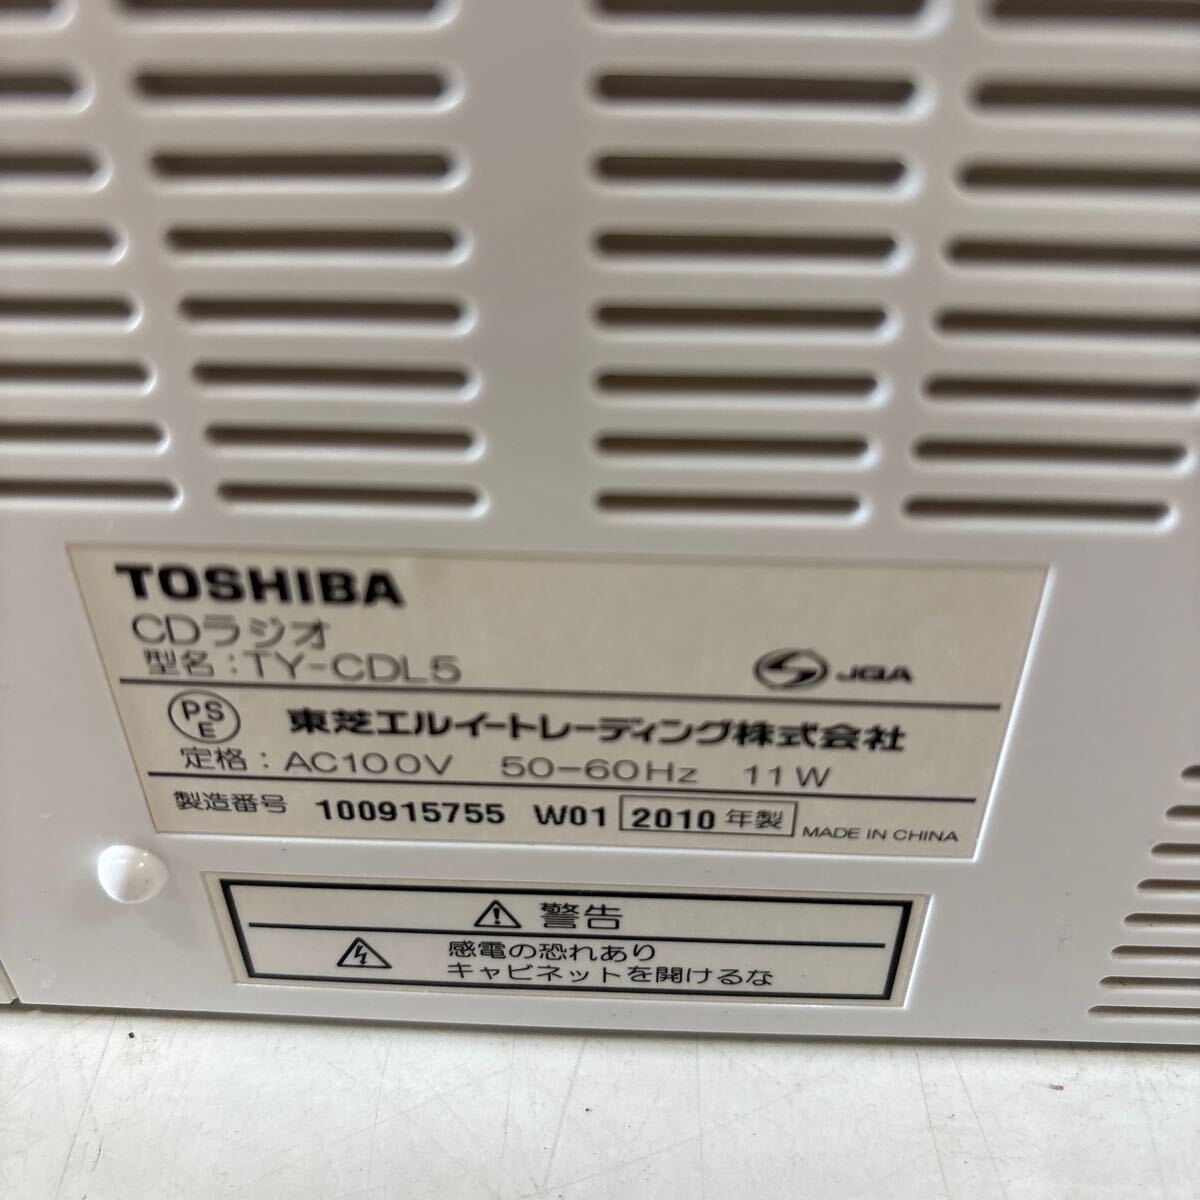 TOSHIBA
CDラジオ
型名:TY-CDL5
JQA
PSE 東芝エルイートレーディング株式会社
定格:AC100V 50-60Hz 11W
製造番号 100915755 W01 2010年製 MADE IN CHINA
警告
感電の恐れあり
キャビネットを開けるな